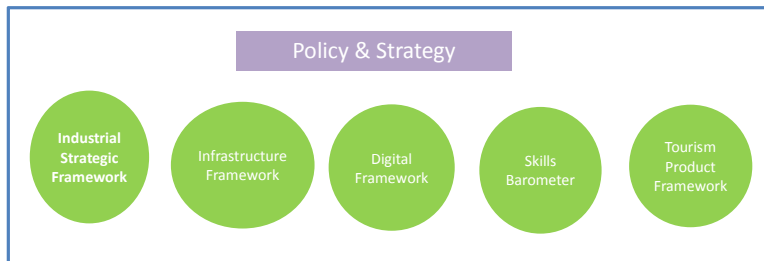 Policy & Strategy
Industrial
Strategic
Framework
Infrastructure
Framework
Digital
Framework
Skills
Barometer
Tourism
Product
Framework